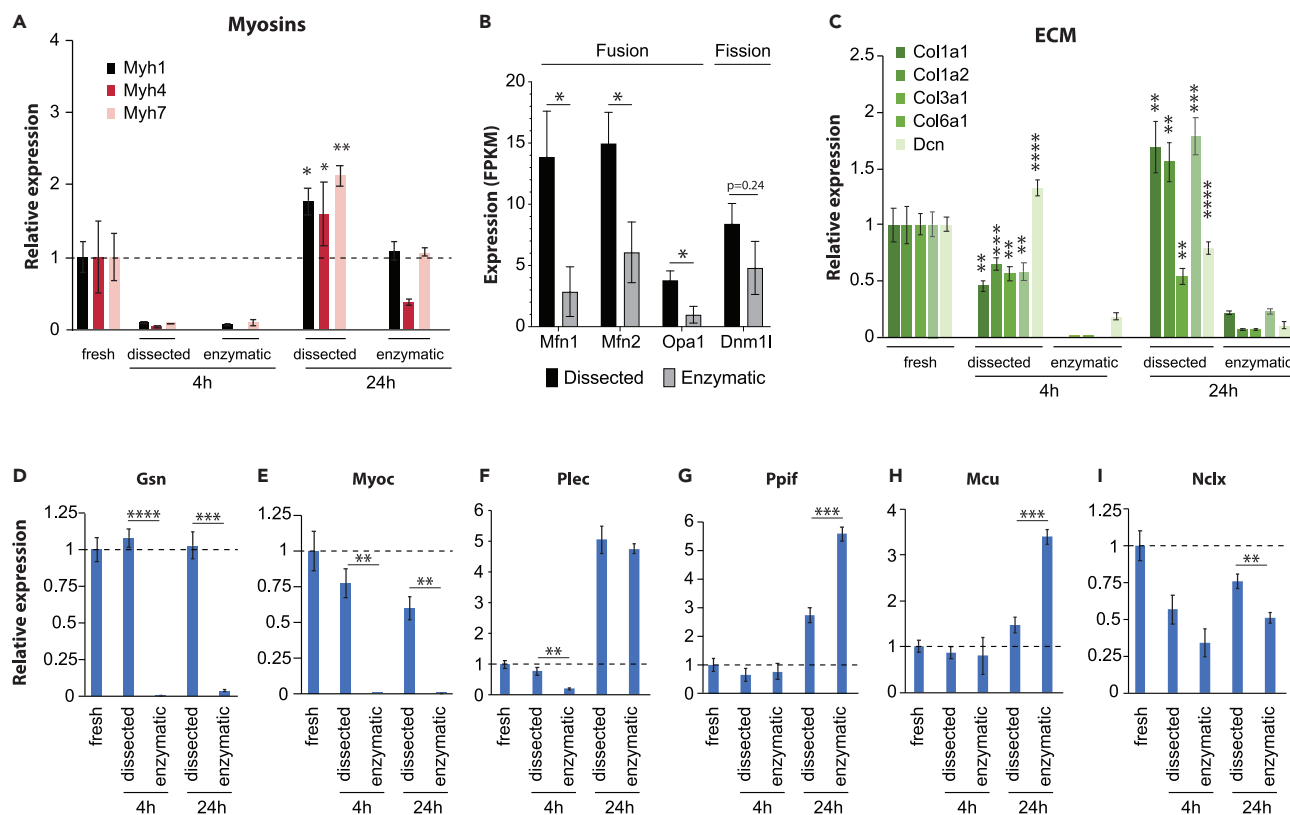 A
Myosins
Relative expression
4
3
2
1
0
Myh1
Myh4
Myh7
*
*
**
fresh
dissected
enzymatic
dissected
enzymatic
4h
24h
B
Fusion
Fission
Expression (FPKM)
20
15
10
5
0
*
*
*
p=0.24
Mfn1
Mfn2
Opa1
Dnm1l
Dissected
Enzymatic
C
ECM
Relative expression
2.5
2.0
1.5
1
0.5
0
Col1a1
Col1a2
Col3a1
Col6a1
Dcn
**
***
**
**
****
**
**
**
***
****
fresh
dissected
enzymatic
dissected
enzymatic
4h
24h
D
Gsn
Relative expression
1.25
1
0.75
0.5
0.25
0
****
***
fresh
dissected
enzymatic
dissected
enzymatic
4h
24h
E
Myoc
1.25
1
0.75
0.5
0.25
0
**
**
fresh
dissected
enzymatic
dissected
enzymatic
4h
24h
F
Plec
6
5
4
3
2
1
0
**
fresh
dissected
enzymatic
dissected
enzymatic
4h
24h
G
Ppif
6
5
4
3
2
1
0
***
fresh
dissected
enzymatic
dissected
enzymatic
4h
24h
H
Mcu
4
3
2
1
0
***
fresh
dissected
enzymatic
dissected
enzymatic
4h
24h
I
Nclx
1.25
1
0.75
0.5
0.25
0
**
fresh
dissected
enzymatic
dissected
enzymatic
4h
24h